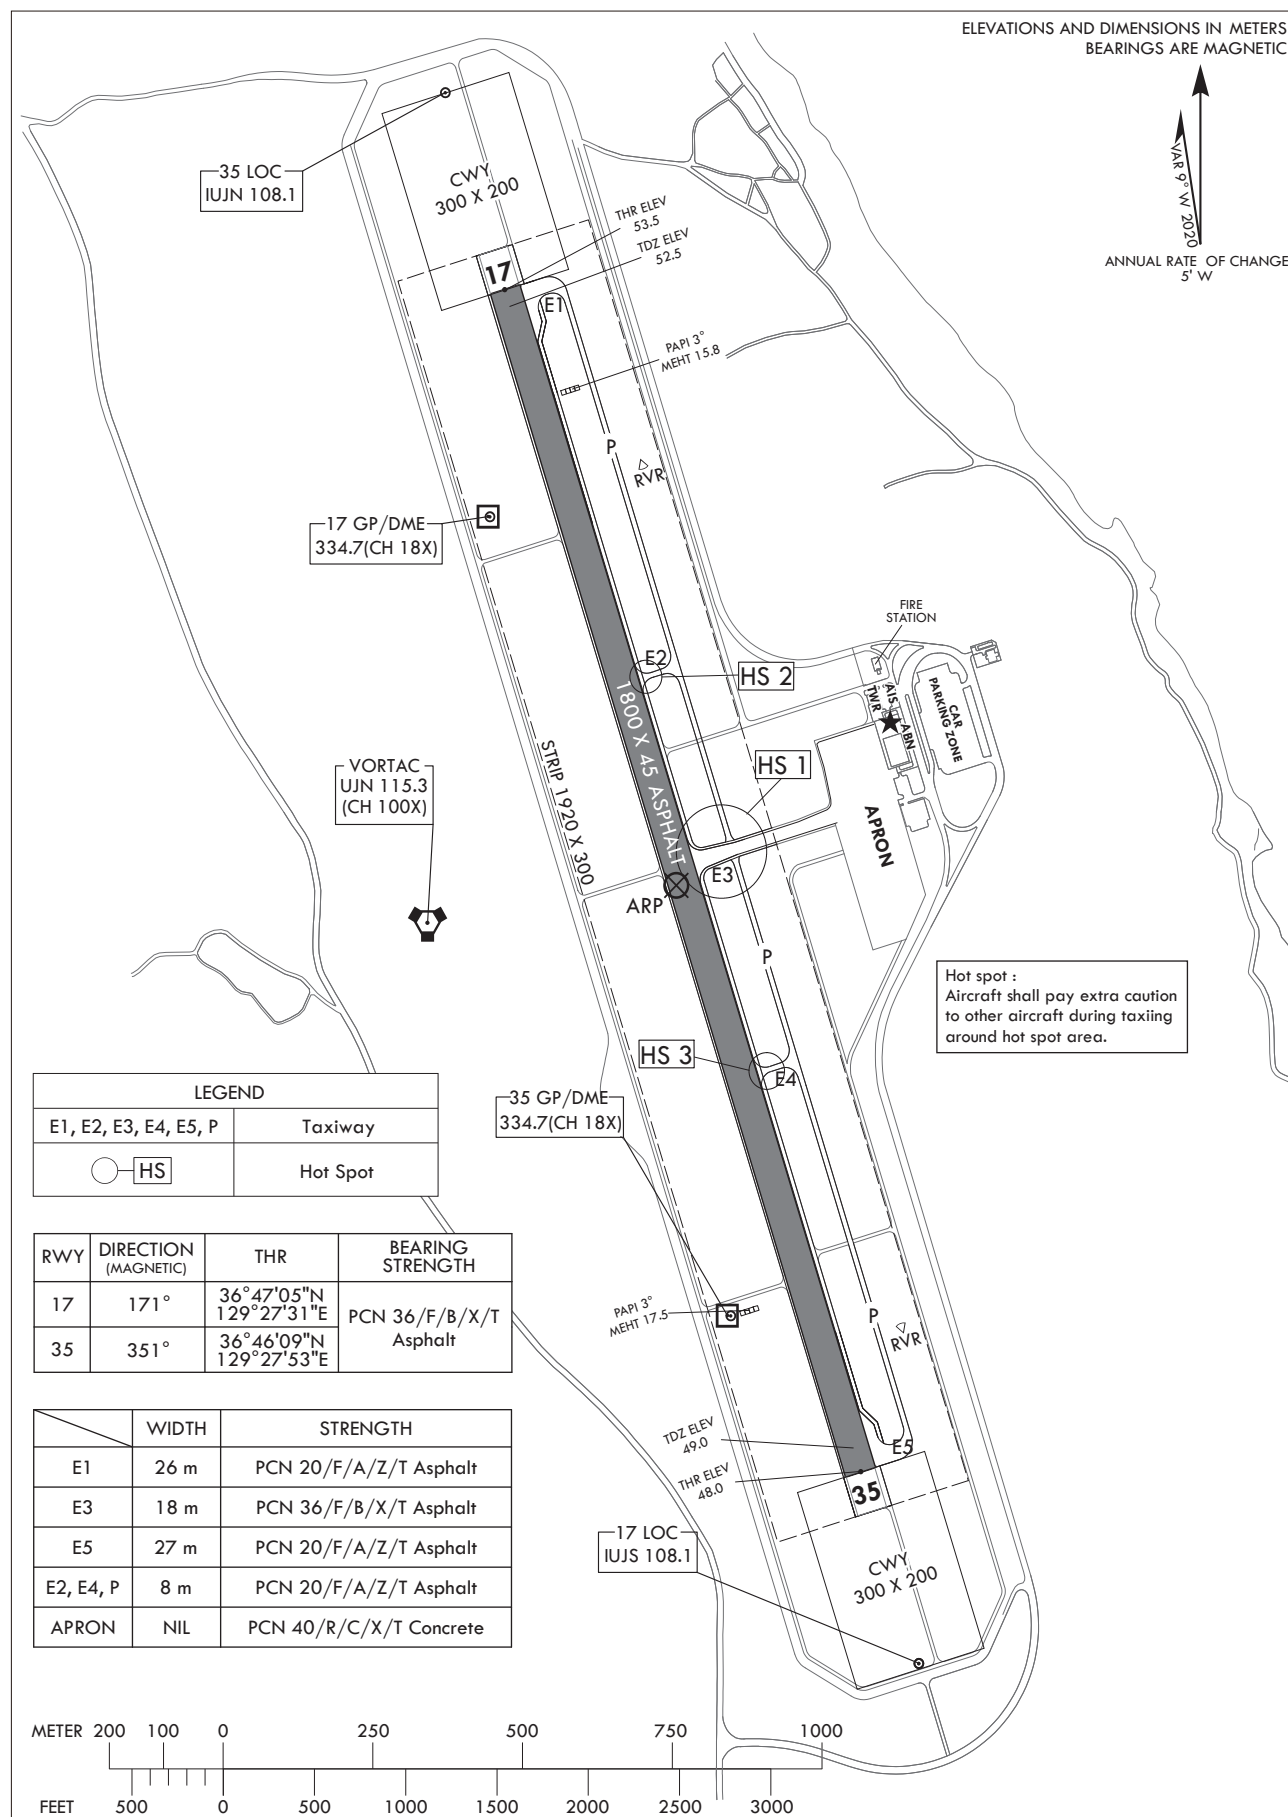 ELEVATIONS AND DIMENSIONS IN METERS
BEARINGS ARE MAGNETIC
VAR 9° W 2020
ANNUAL RATE OF CHANGE
5' W
35 LOC
IUJN 108.1
CWY
300 X 200
THR ELEV
53.5
TDZ ELEV
52.5
17
E1
PAPI 3°
MEHT 15.8
P
RVR
17 GP/DME
334.7(CH 18X)
FIRE
STATION
E2
HS 2
TWR
AIS
ABN
CAR
PARKING ZONE
1800 X 45 ASPHALT
STRIP 1920 X 300
HS 1
VORTAC
UJN 115.3
(CH 100X)
APRON
E3
ARP
P
Hot spot :
Aircraft shall pay extra caution
to other aircraft during taxiing
around hot spot area.
HS 3
E4
35 GP/DME
334.7(CH 18X)
LEGEND
E1, E2, E3, E4, E5, P Taxiway
HS Hot Spot
RWY DIRECTION (MAGNETIC) THR BEARING STRENGTH
17 171° 36°47'05"N 129°27'31"E PCN 36/F/B/X/T Asphalt
35 351° 36°46'09"N 129°27'53"E
PAPI 3°
MEHT 17.5
P
RVR
TDZ ELEV
49.0
E5
THR ELEV
48.0
35
WIDTH STRENGTH
E1 26 m PCN 20/F/A/Z/T Asphalt
E3 18 m PCN 36/F/B/X/T Asphalt
E5 27 m PCN 20/F/A/Z/T Asphalt
E2, E4, P 8 m PCN 20/F/A/Z/T Asphalt
APRON NIL PCN 40/R/C/X/T Concrete
17 LOC
IUJS 108.1
CWY
300 X 200
METER 200 100 0 250 500 750 1000
FEET 500 0 500 1000 1500 2000 2500 3000